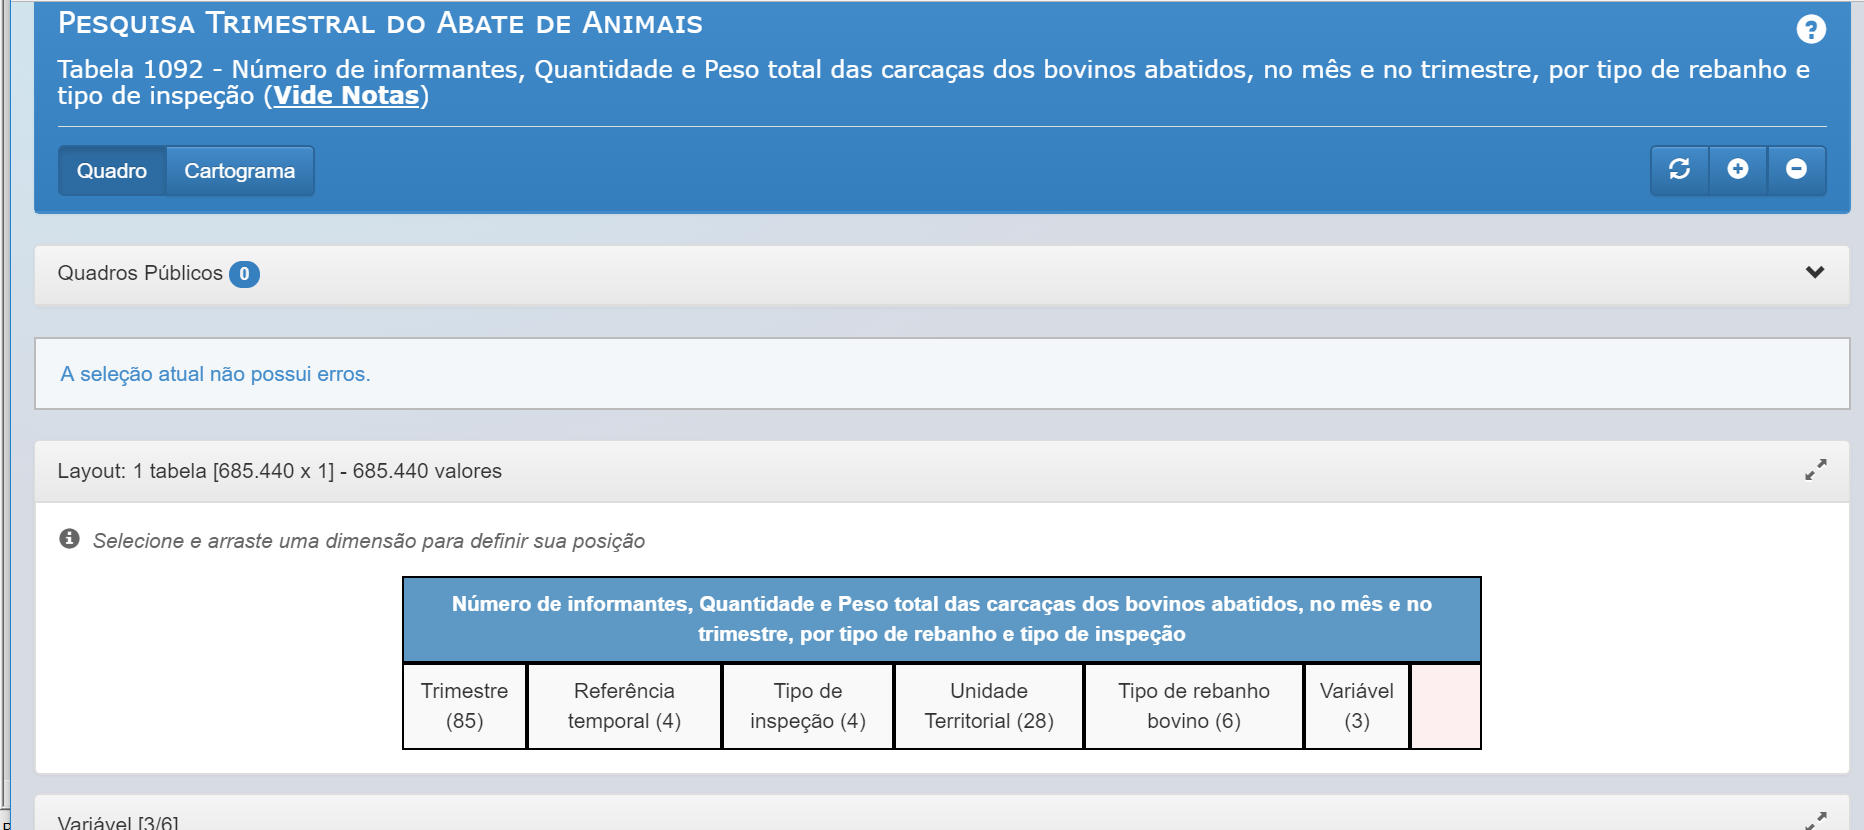 Pesquisa Trimestral do Abate de Animais
Tabela 1092 - Número de informantes, Quantidade e Peso total das carcaças dos bovinos abatidos, no mês e no trimestre, por tipo de rebanho e
tipo de inspeção (Vide Notas)
Quadro Cartograma
Quadros Públicos 0
A seleção atual não possui erros.
Layout: 1 tabela [685.440 x 1] - 685.440 valores
Selecione e arraste uma dimensão para definir sua posição
Número de informantes, Quantidade e Peso total das carcaças dos bovinos abatidos, no mês e no
trimestre, por tipo de rebanho e tipo de inspeção
Trimestre Referência Tipo de Unidade Tipo de rebanho Variável
(85) temporal (4) inspeção (4) Territorial (28) bovino (6) (3)
Variável [3/6]